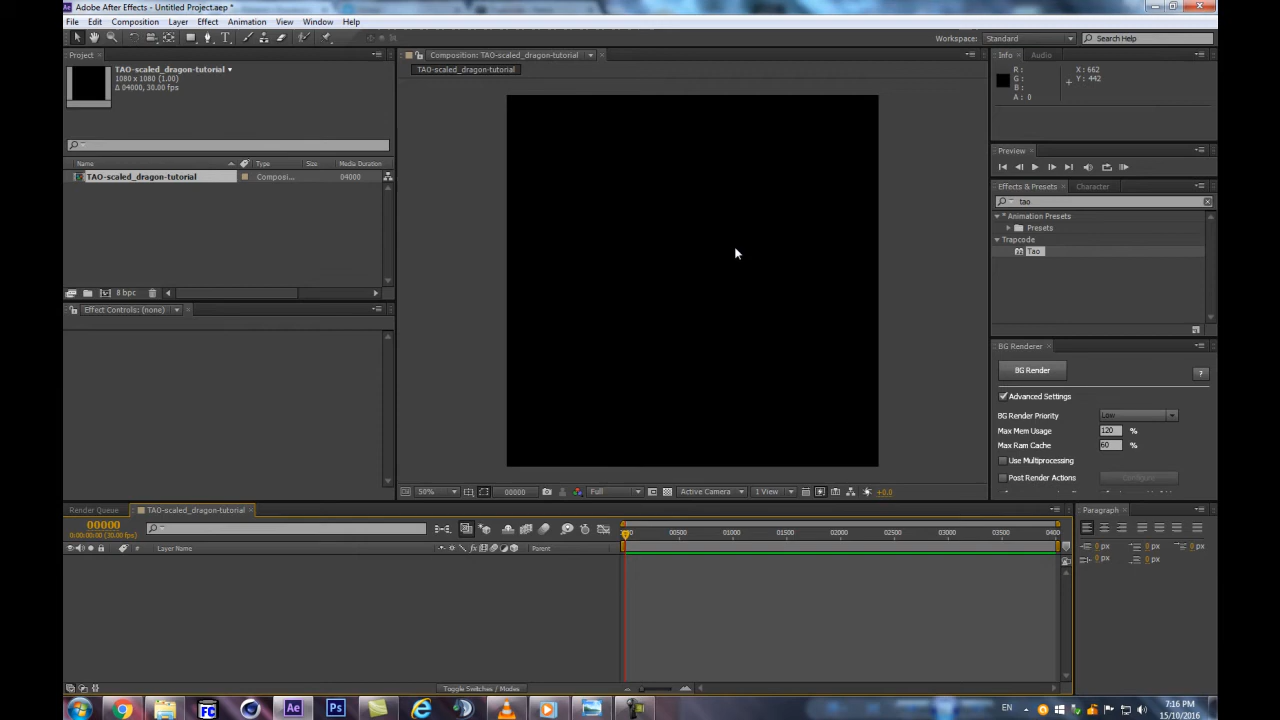 Adobe After Effects - Untitled Project.aep *
File Edit Composition Layer Effect Animation View Window Help
Workspace: Standard Search Help
Project
TAO-scaled_dragon-tutorial
1080 x 1080 (1.00)
Δ 04000, 30.00 fps
Name Type Size Media Duration
TAO-scaled_dragon-tutorial Composi... 04000
8 bpc
Effect Controls: (none)
Composition: TAO-scaled_dragon-tutorial
TAO-scaled_dragon-tutorial
50% 00000 Full Active Camera 1 View +0.0
Info Audio
R :
G :
B :
A : 0
X : 662
Y : 442
Preview
Effects & Presets Character
tao
* Animation Presets
Presets
Trapcode
Tao
BG Renderer
BG Render ?
Advanced Settings
BG Render Priority Low
Max Mem Usage 120 %
Max Ram Cache 60 %
Use Multiprocessing
Post Render Actions Configure
Render Queue TAO-scaled_dragon-tutorial
00000
0:00:00:00 (30.00 fps)
# Layer Name Parent
00500 01000 01500 02000 02500 03000 03500 0400
Toggle Switches / Modes
Paragraph
0 px 0 px 0 px
0 px 0 px
Ae Ps FC
EN
7:16 PM
15/10/2016